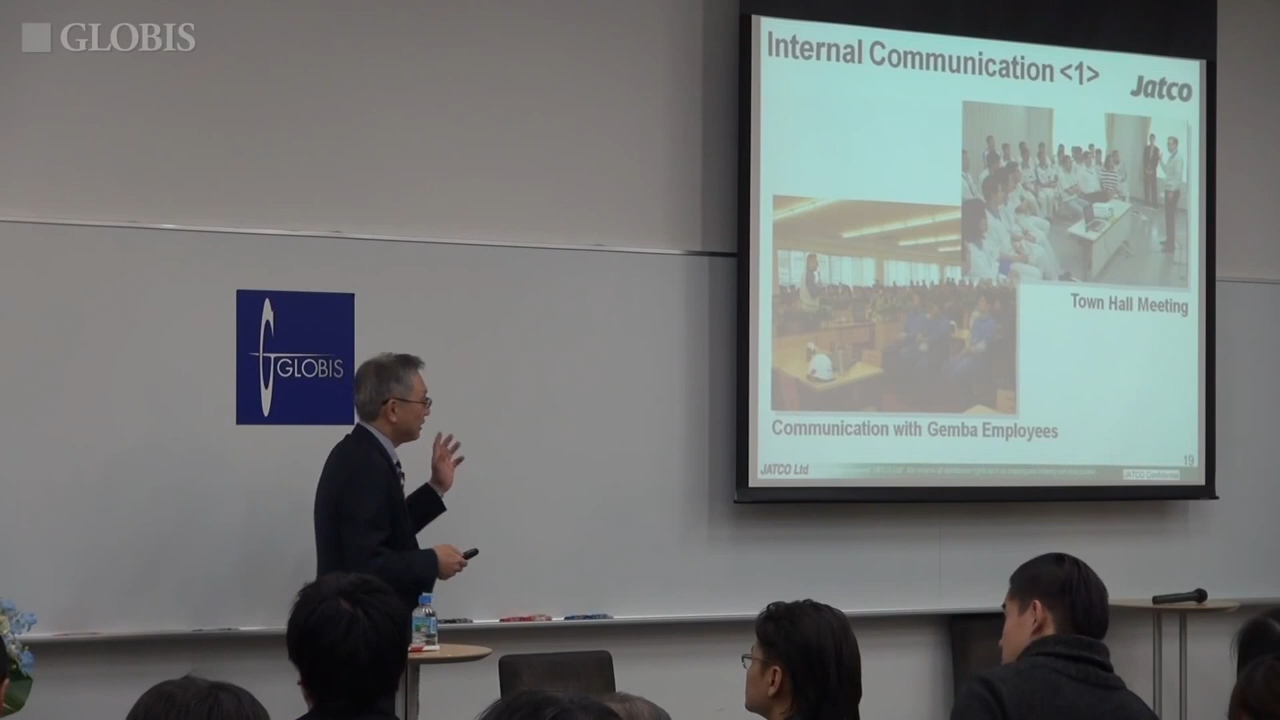 GLOBIS
Internal Communication <1>
Jatco
Town Hall Meeting
GLOBIS
Communication with Gemba Employees
19
JATCO Ltd
JATCO Confidential